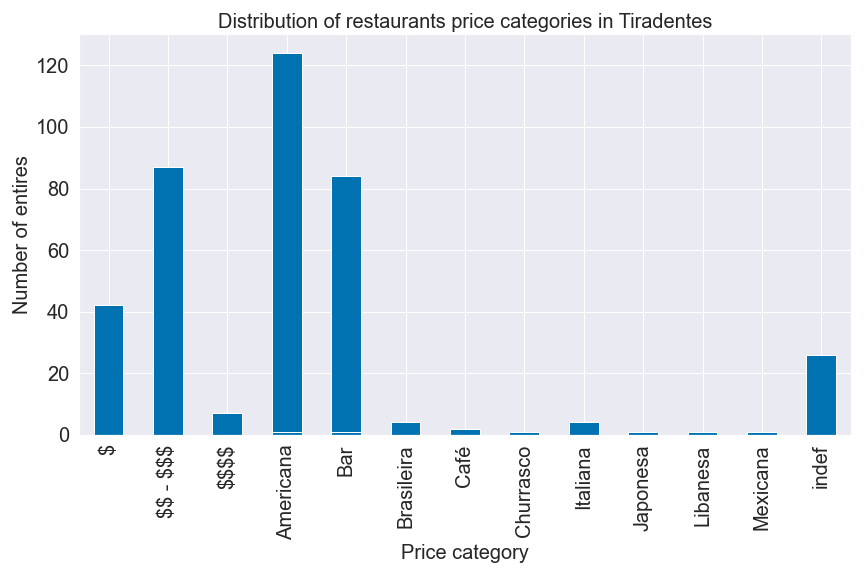 Distribution of restaurants price categories in Tiradentes
Number of entires
120
100
80
60
40
20
0
$
$$ - $$$
$$$$
Americana
Bar
Brasileira
Café
Churrasco
Italiana
Japonesa
Libanesa
Mexicana
indef
Price category